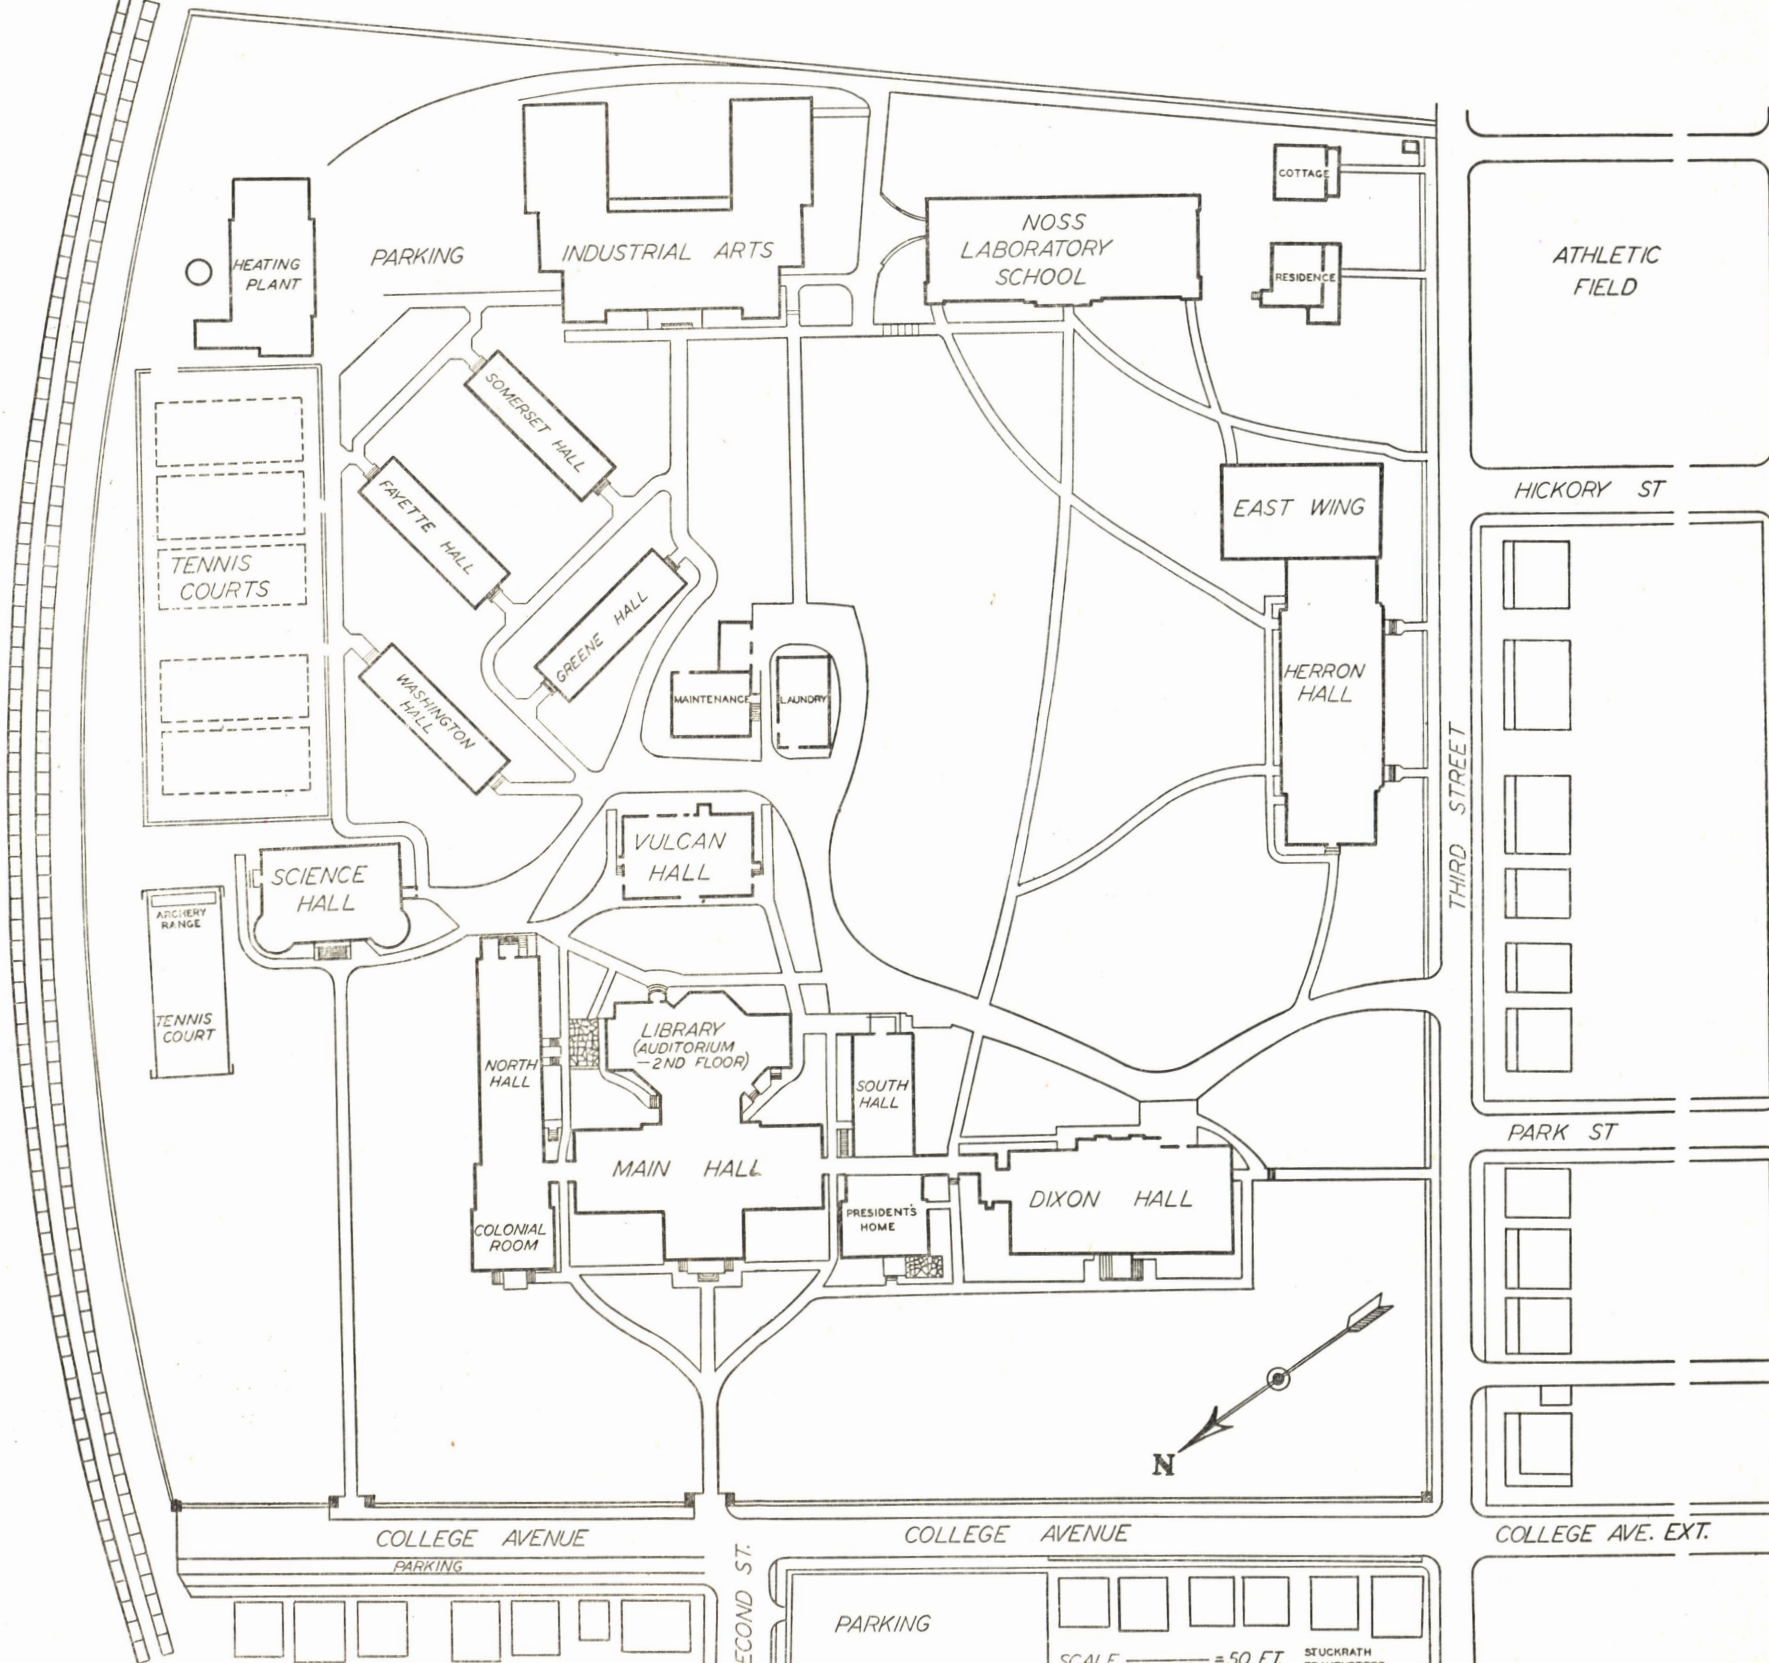 COTTAGE
NOSS
LABORATORY
SCHOOL
INDUSTRIAL ARTS
PARKING
HEATING
PLANT
RESIDENCE
ATHLETIC
FIELD
SOMERSET HALL
FAYETTE HALL
EAST WING
HICKORY ST
TENNIS
COURTS
GREENE HALL
WASHINGTON
HALL
MAINTENANCE
LAUNDRY
HERRON
HALL
THIRD STREET
VULCAN
HALL
SCIENCE
HALL
ARCHERY
RANGE
TENNIS
COURT
LIBRARY
(AUDITORIUM
-2ND FLOOR)
NORTH
HALL
SOUTH
HALL
PARK ST
MAIN HALL
DIXON HALL
PRESIDENT'S
HOME
COLONIAL
ROOM
N
COLLEGE AVENUE
COLLEGE AVENUE
COLLEGE AVE. EXT.
PARKING
ECOND ST.
PARKING
SCALE = 50 FT.
STUCKRATH